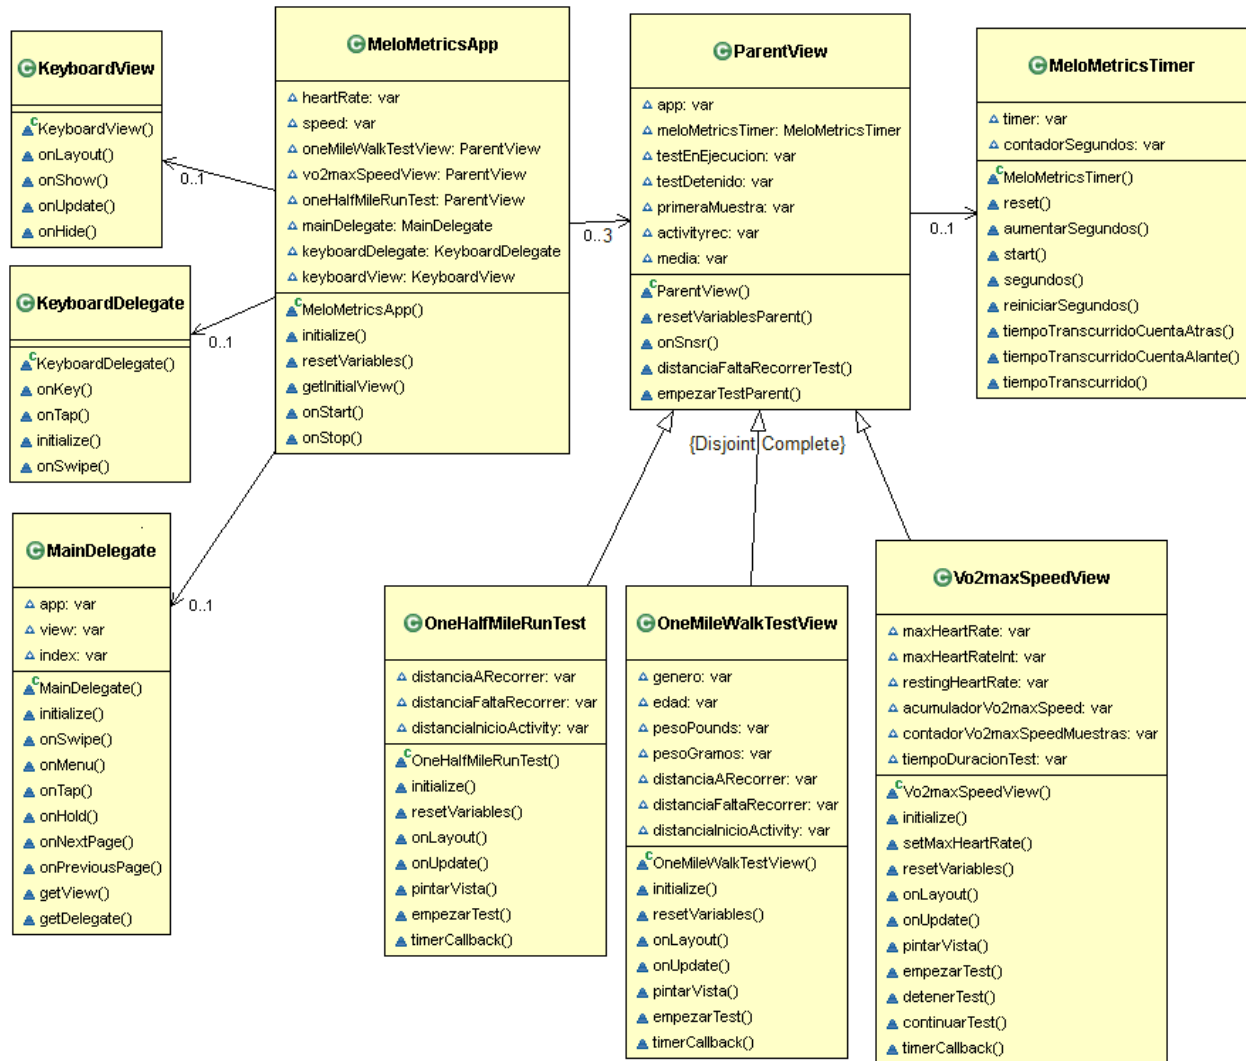 KeyboardView
KeyboardView()
onLayout()
onShow()
onUpdate()
onHide()
0..1
KeyboardDelegate
KeyboardDelegate()
onKey()
onTap()
initialize()
onSwipe()
0..1
MainDelegate
app: var
view: var
index: var
MainDelegate()
initialize()
onSwipe()
onMenu()
onTap()
onHold()
onNextPage()
onPreviousPage()
getView()
getDelegate()
0..1
MeloMetricsApp
heartRate: var
speed: var
oneMileWalkTestView: ParentView
vo2maxSpeedView: ParentView
oneHalfMileRunTest: ParentView
mainDelegate: MainDelegate
keyboardDelegate: KeyboardDelegate
keyboardView: KeyboardView
MeloMetricsApp()
initialize()
resetVariables()
getInitialView()
onStart()
onStop()
0..3
ParentView
app: var
meloMetricsTimer: MeloMetricsTimer
testEnEjecucion: var
testDetenido: var
primeraMuestra: var
activityrec: var
media: var
ParentView()
resetVariablesParent()
onSnsr()
distanciaFaltaRecorrerTest()
empezarTestParent()
0..1
MeloMetricsTimer
timer: var
contadorSegundos: var
MeloMetricsTimer()
reset()
aumentarSegundos()
start()
segundos()
reiniciarSegundos()
tiempoTranscurridoCuentaAtras()
tiempoTranscurridoCuentaAlante()
tiempoTranscurrido()
{Disjoint, Complete}
OneHalfMileRunTest
distanciaARecorrer: var
distanciaFaltaRecorrer: var
distanciaInicioActivity: var
OneHalfMileRunTest()
initialize()
resetVariables()
onLayout()
onUpdate()
pintarVista()
empezarTest()
timerCallback()
OneMileWalkTestView
genero: var
edad: var
pesoPounds: var
pesoGramos: var
distanciaARecorrer: var
distanciaFaltaRecorrer: var
distanciaInicioActivity: var
OneMileWalkTestView()
initialize()
resetVariables()
onLayout()
onUpdate()
pintarVista()
empezarTest()
timerCallback()
Vo2maxSpeedView
maxHeartRate: var
maxHeartRateInt: var
restingHeartRate: var
acumuladorVo2maxSpeed: var
contadorVo2maxSpeedMuestras: var
tiempoDuracionTest: var
Vo2maxSpeedView()
initialize()
setMaxHeartRate()
resetVariables()
onLayout()
onUpdate()
pintarVista()
empezarTest()
detenerTest()
continuarTest()
timerCallback()